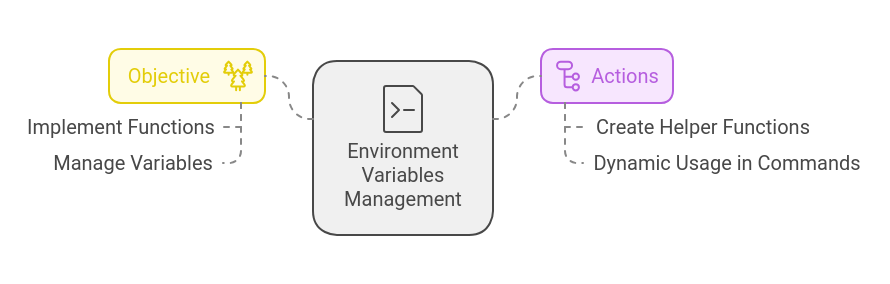 Objective
Implement Functions
Manage Variables
Environment
Variables
Management
Actions
Create Helper Functions
Dynamic Usage in Commands